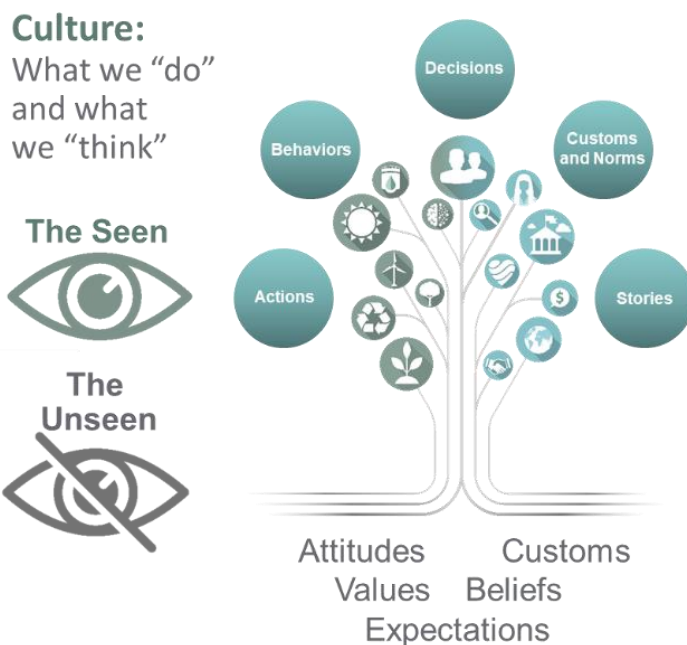 Culture:
What we “do”
and what
we “think”
Decisions
Behaviors
Customs
and Norms
The Seen
Actions
Stories
$
The
Unseen
Attitudes Customs
Values Beliefs
Expectations